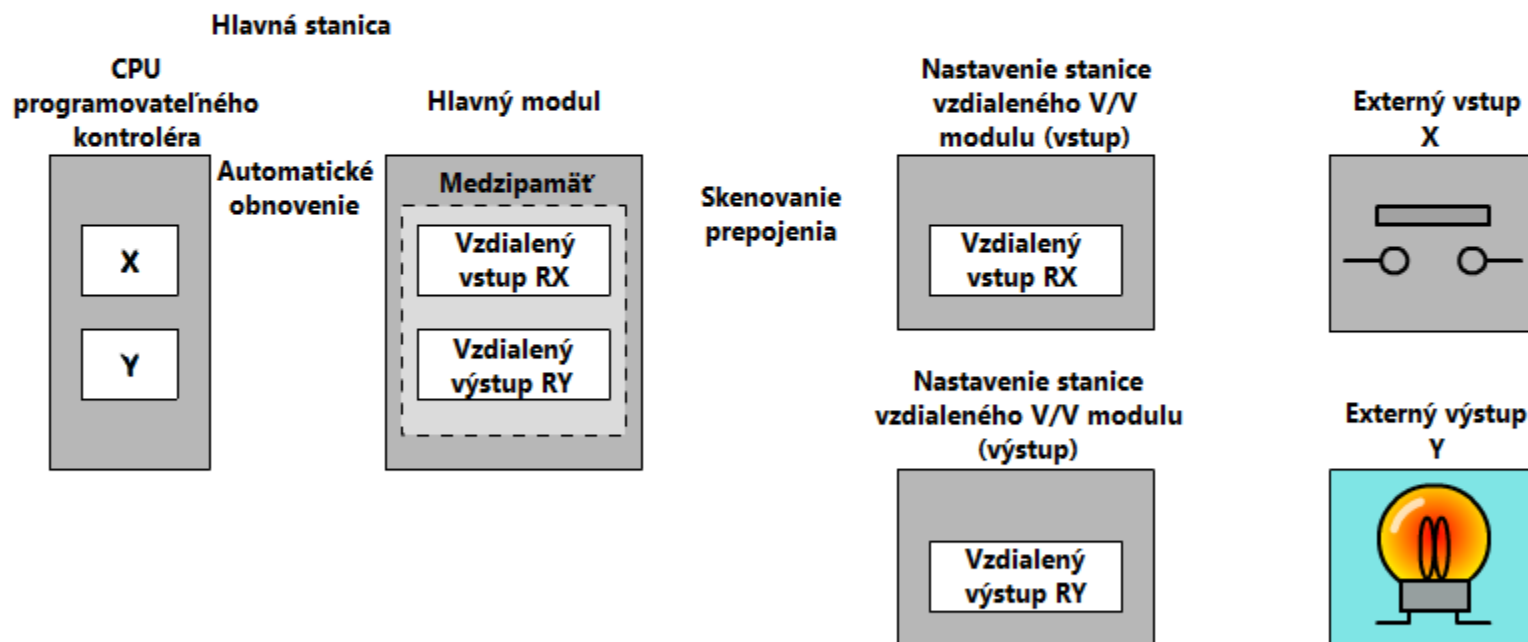 Hlavná stanica
CPU
programovateľného
kontroléra
Automatické
obnovenie
X
Y
Hlavný modul
Medzipamäť
Vzdialený
vstup RX
Vzdialený
výstup RY
Skenovanie
prepojenia
Nastavenie stanice
vzdialeného V/V
modulu (vstup)
Vzdialený
vstup RX
Externý vstup
X
Nastavenie stanice
vzdialeného V/V modulu
(výstup)
Vzdialený
výstup RY
Externý výstup
Y